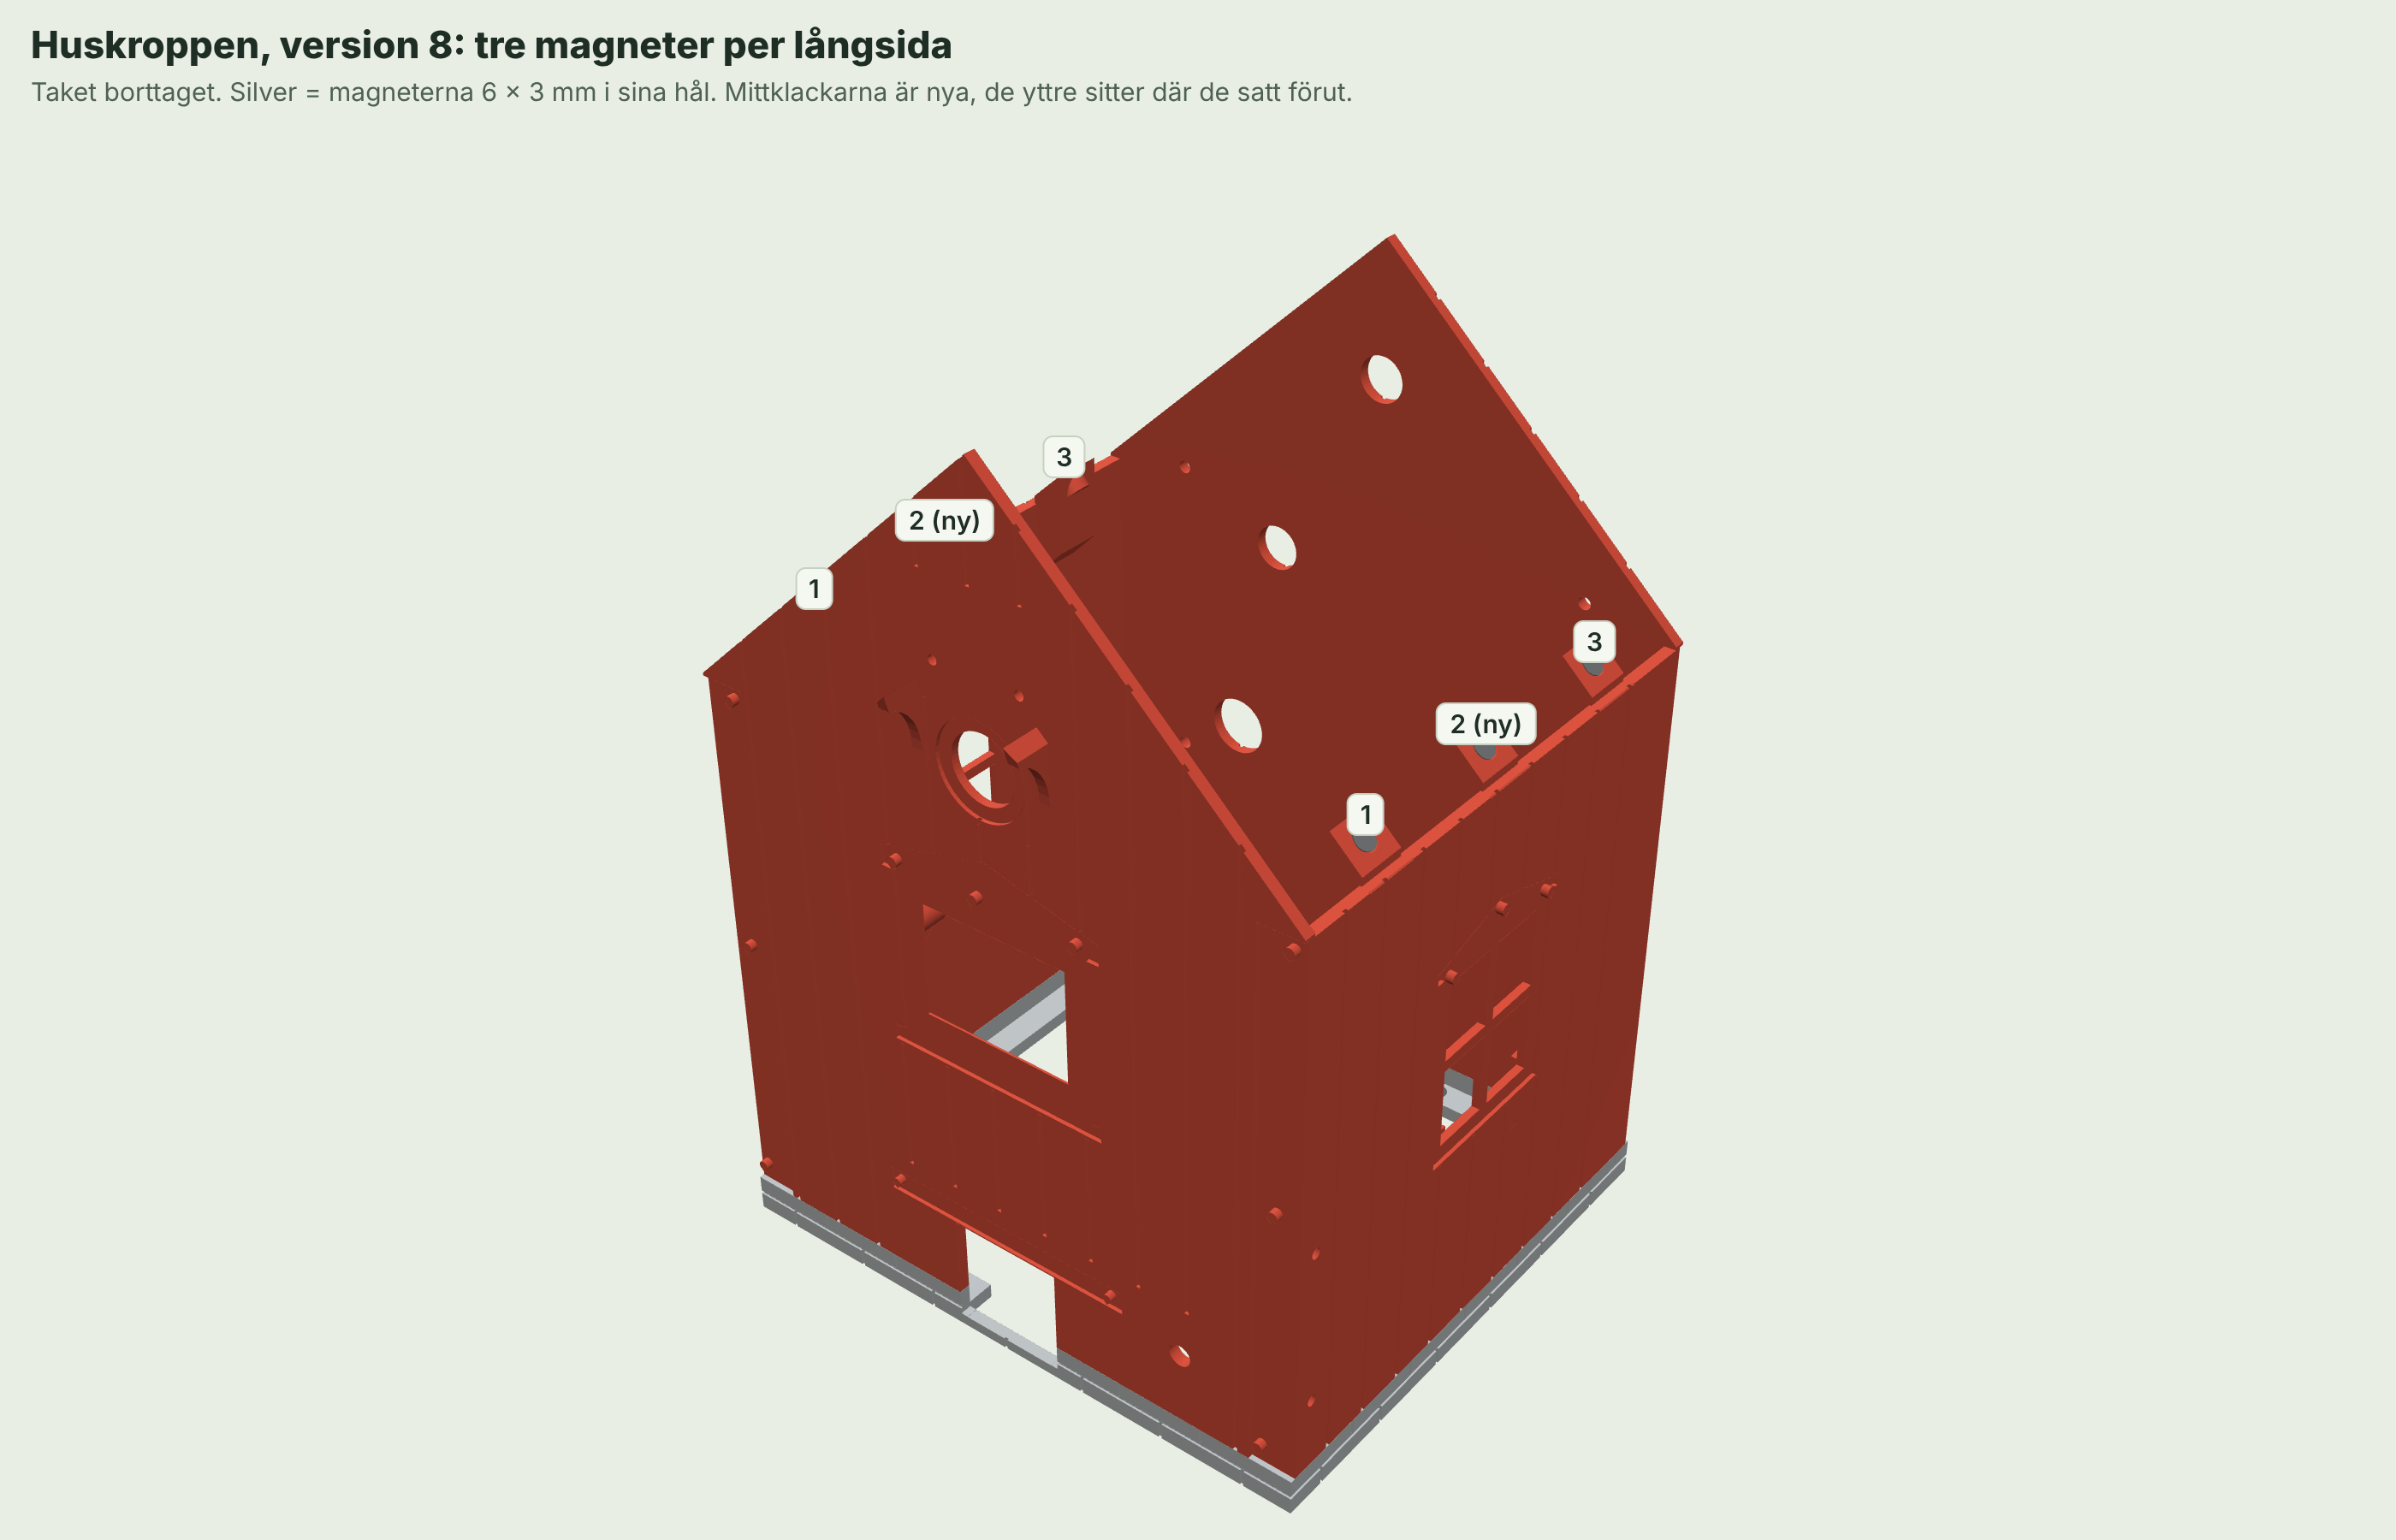 Huskroppen, version 8: tre magneter per långsida
Taket borttaget. Silver = magneterna 6 × 3 mm i sina hål. Mittklackarna är nya, de yttre sitter där de satt förut.
3
2 (ny)
1
3
2 (ny)
1